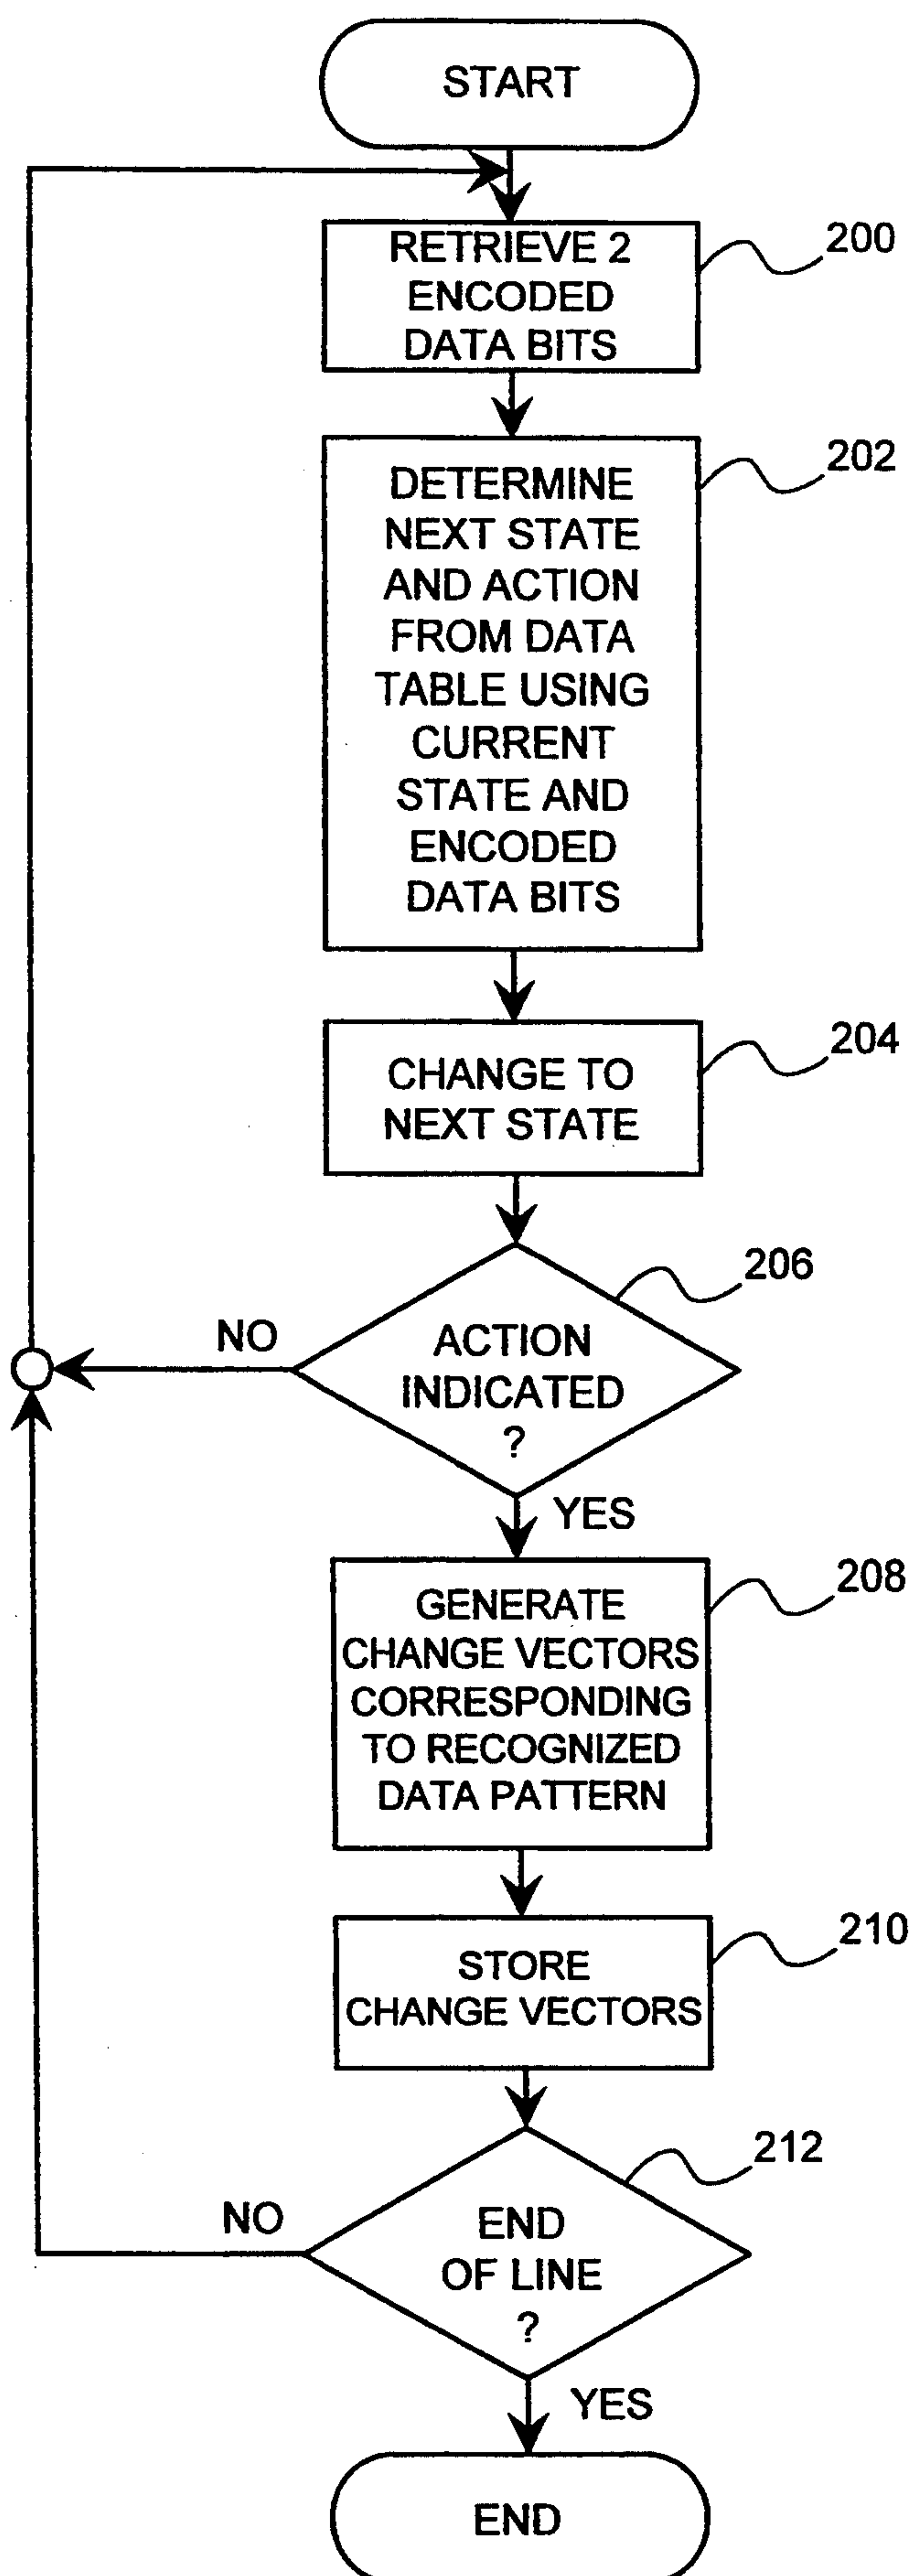 START
RETRIEVE 2
ENCODED
DATA BITS
200
DETERMINE
NEXT STATE
AND ACTION
FROM DATA
TABLE USING
CURRENT
STATE AND
ENCODED
DATA BITS
202
CHANGE TO
NEXT STATE
204
ACTION
INDICATED
?
206
NO
YES
GENERATE
CHANGE VECTORS
CORRESPONDING
TO RECOGNIZED
DATA PATTERN
208
STORE
CHANGE VECTORS
210
END
OF LINE
?
212
NO
YES
END